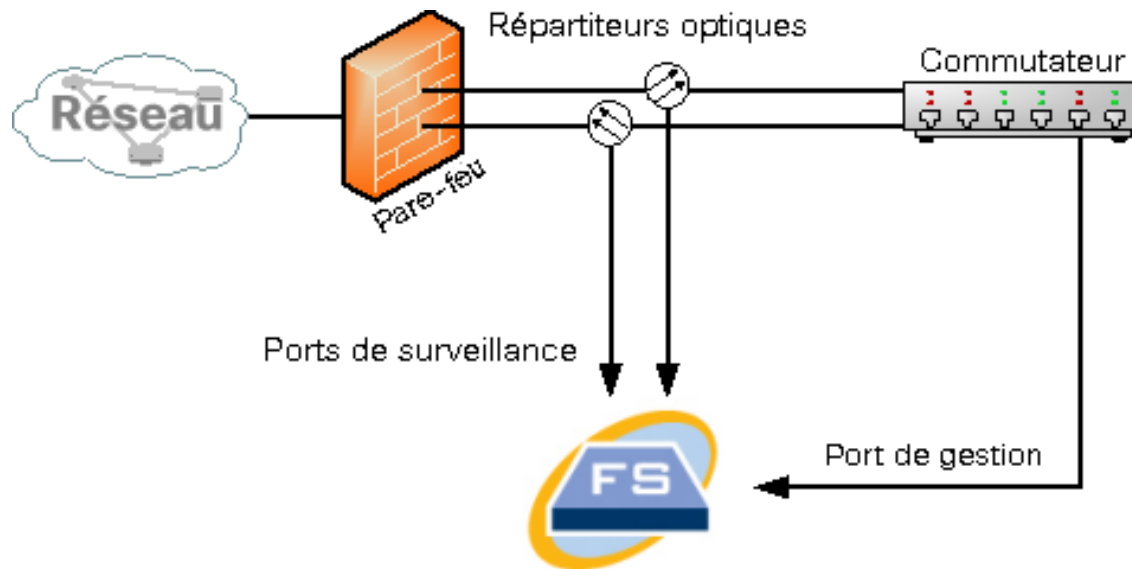 Répartiteurs optiques
Commutateur
Réseau
Pare-feu
Ports de surveillance
Port de gestion
FS